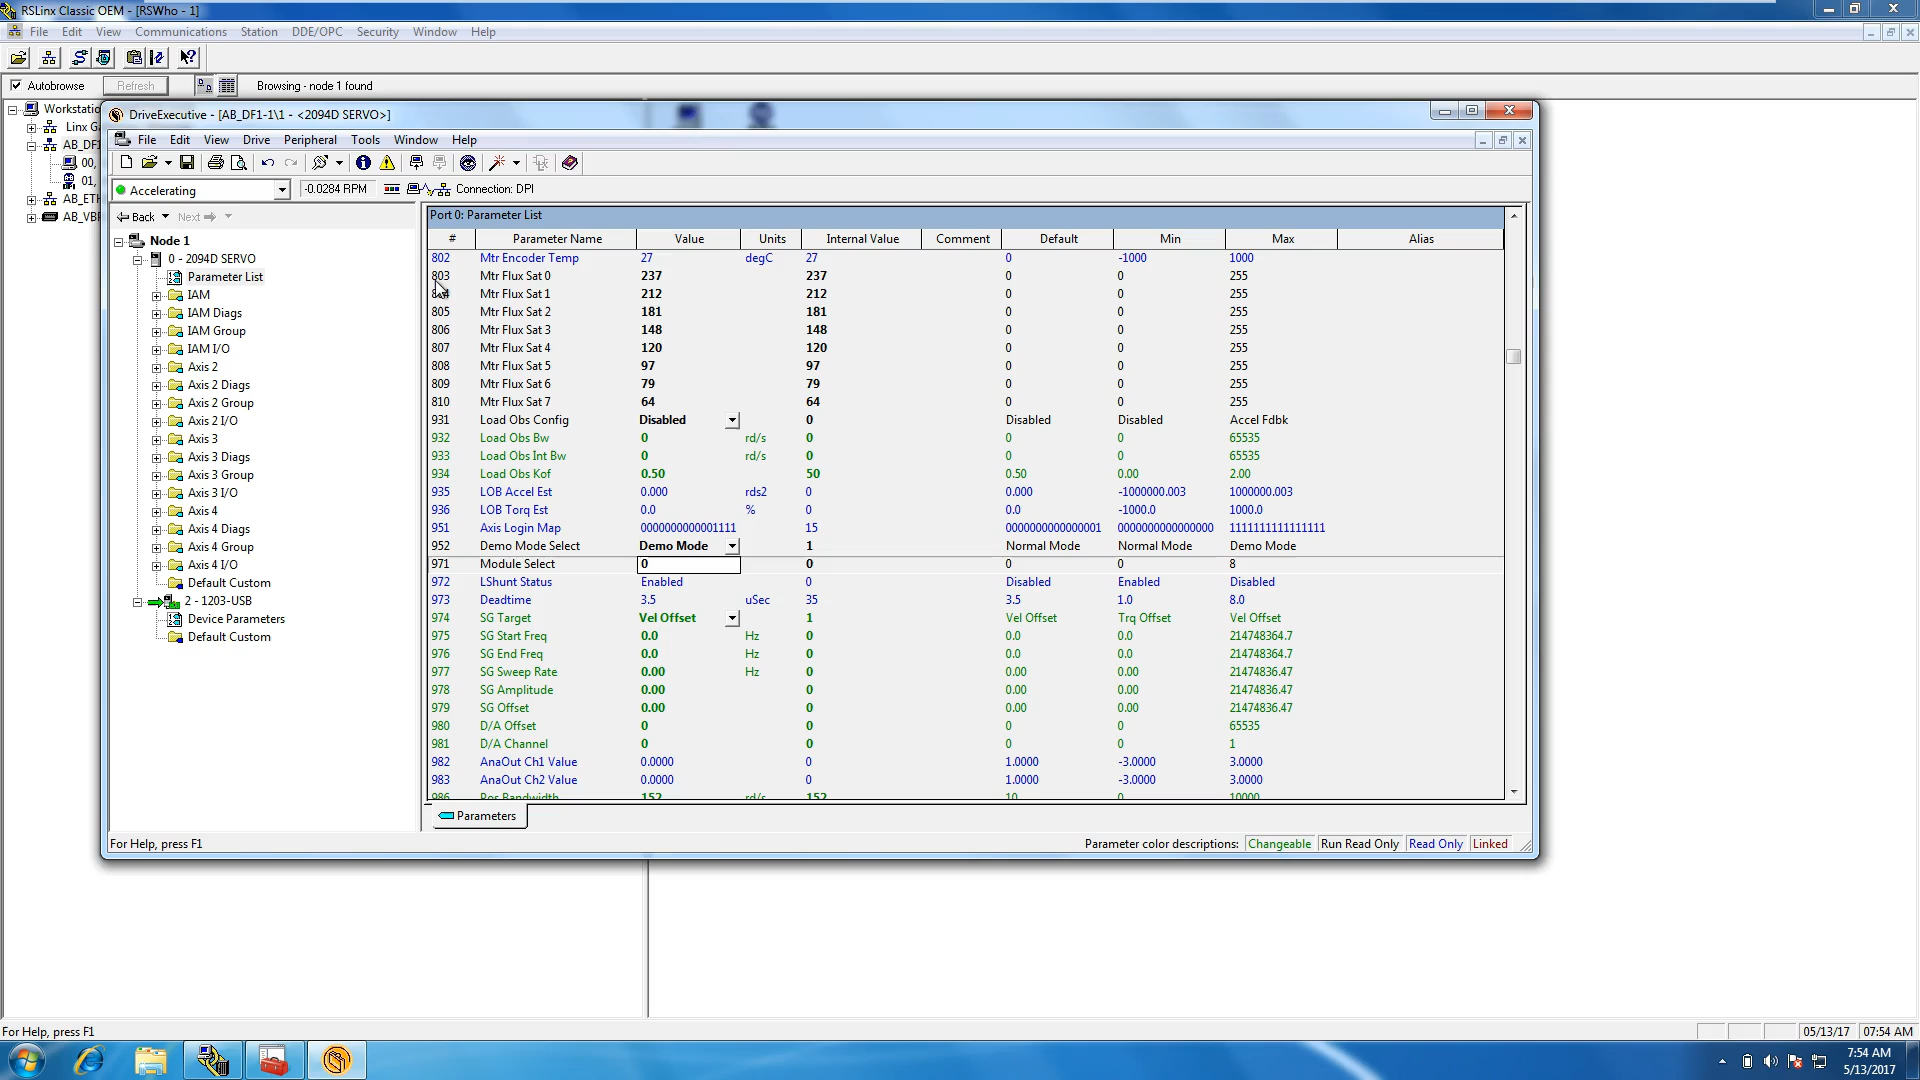 RSLinx Classic OEM - [RSWho - 1]
File Edit View Communications Station DDE/OPC Security Window Help
Autobrowse Refresh Browsing - node 1 found
Workstatio
Linx Ga
AB_DF1
00,
01,
AB_ETH
AB_VBP
DriveExecutive - [AB_DF1-1\1 - <2094D SERVO>]
File Edit View Drive Peripheral Tools Window Help
Accelerating -0.0284 RPM Connection: DPI
Back Next
Node 1
0 - 2094D SERVO
Parameter List
IAM
IAM Diags
IAM Group
IAM I/O
Axis 2
Axis 2 Diags
Axis 2 Group
Axis 2 I/O
Axis 3
Axis 3 Diags
Axis 3 Group
Axis 3 I/O
Axis 4
Axis 4 Diags
Axis 4 Group
Axis 4 I/O
Default Custom
2 - 1203-USB
Device Parameters
Default Custom
Port 0: Parameter List
# Parameter Name Value Units Internal Value Comment Default Min Max Alias
802 Mtr Encoder Temp 27 degC 27 0 -1000 1000
803 Mtr Flux Sat 0 237 237 0 0 255
804 Mtr Flux Sat 1 212 212 0 0 255
805 Mtr Flux Sat 2 181 181 0 0 255
806 Mtr Flux Sat 3 148 148 0 0 255
807 Mtr Flux Sat 4 120 120 0 0 255
808 Mtr Flux Sat 5 97 97 0 0 255
809 Mtr Flux Sat 6 79 79 0 0 255
810 Mtr Flux Sat 7 64 64 0 0 255
931 Load Obs Config Disabled 0 Disabled Disabled Accel Fdbk
932 Load Obs Bw 0 rd/s 0 0 0 65535
933 Load Obs Int Bw 0 rd/s 0 0 0 65535
934 Load Obs Kof 0.50 50 0.50 0.00 2.00
935 LOB Accel Est 0.000 rds2 0 0.000 -1000000.003 1000000.003
936 LOB Torq Est 0.0 % 0 0.0 -1000.0 1000.0
951 Axis Login Map 0000000000001111 15 0000000000000001 0000000000000000 1111111111111111
952 Demo Mode Select Demo Mode 1 Normal Mode Normal Mode Demo Mode
971 Module Select 0 0 0 0 8
972 LShunt Status Enabled 0 Disabled Enabled Disabled
973 Deadtime 3.5 uSec 35 3.5 1.0 8.0
974 SG Target Vel Offset 1 Vel Offset Trq Offset Vel Offset
975 SG Start Freq 0.0 Hz 0 0.0 0.0 214748364.7
976 SG End Freq 0.0 Hz 0 0.0 0.0 214748364.7
977 SG Sweep Rate 0.00 Hz 0 0.00 0.00 21474836.47
978 SG Amplitude 0.00 0 0.00 0.00 21474836.47
979 SG Offset 0.00 0 0.00 0.00 21474836.47
980 D/A Offset 0 0 0 0 65535
981 D/A Channel 0 0 0 0 1
982 AnaOut Ch1 Value 0.0000 0 1.0000 -3.0000 3.0000
983 AnaOut Ch2 Value 0.0000 0 1.0000 -3.0000 3.0000
986 Pos Bandwidth 152 rd/s 152 10 0 10000
Parameters
For Help, press F1 Parameter color descriptions: Changeable Run Read Only Read Only Linked
For Help, press F1 05/13/17 07:54 AM
7:54 AM
5/13/2017